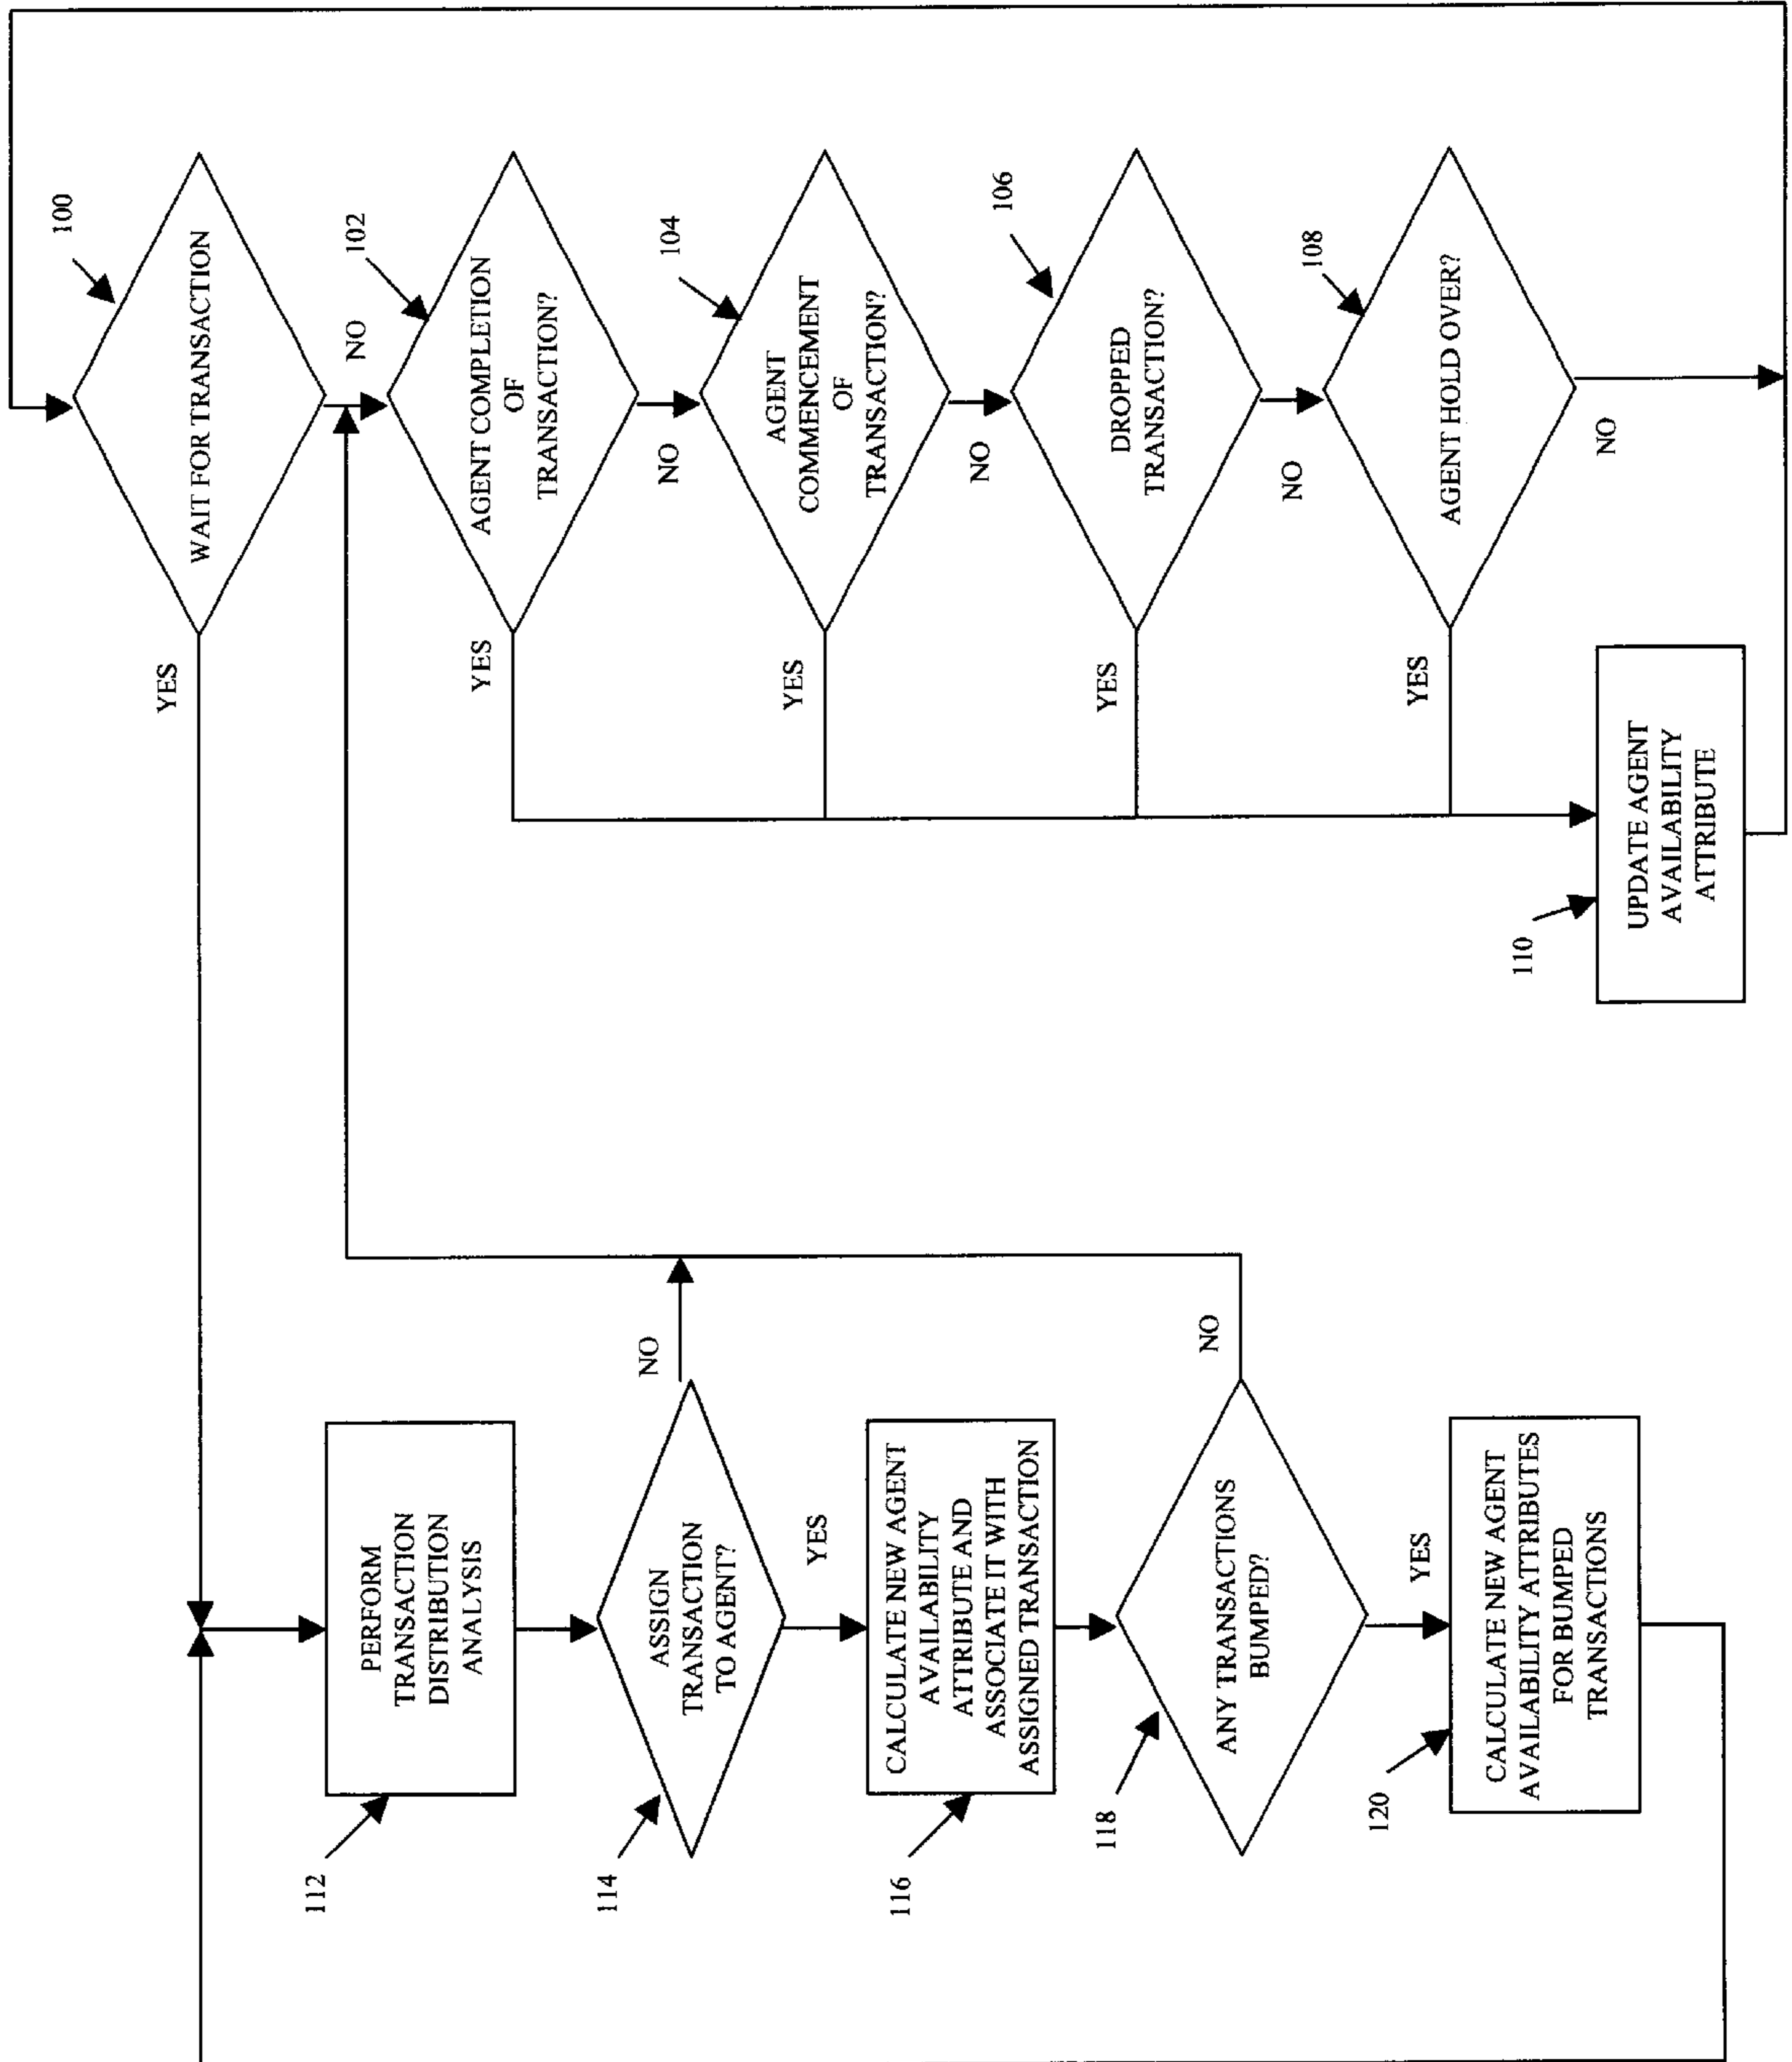 100
WAIT FOR TRANSACTION
YES
NO
102
AGENT COMPLETION
OF
TRANSACTION?
YES
NO
104
AGENT
COMMENCEMENT
OF
TRANSACTION?
YES
NO
106
DROPPED
TRANSACTION?
YES
NO
108
AGENT HOLD OVER?
YES
NO
110
UPDATE AGENT
AVAILABILITY
ATTRIBUTE
112
PERFORM
TRANSACTION
DISTRIBUTION
ANALYSIS
114
ASSIGN
TRANSACTION
TO AGENT?
NO
YES
116
CALCULATE NEW AGENT
AVAILABILITY
ATTRIBUTE AND
ASSOCIATE IT WITH
ASSIGNED TRANSACTION
118
ANY TRANSACTIONS
BUMPED?
NO
YES
120
CALCULATE NEW AGENT
AVAILABILITY ATTRIBUTES
FOR BUMPED
TRANSACTIONS